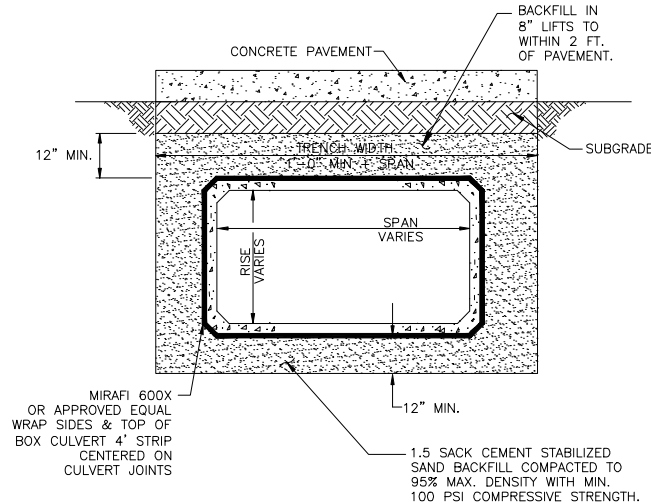 BACKFILL IN
8" LIFTS TO
WITHIN 2 FT.
OF PAVEMENT.
CONCRETE PAVEMENT
SUBGRADE
12" MIN.
TRENCH WIDTH
1'-0" MIN + SPAN
SPAN
VARIES
RISE
VARIES
MIRAFI 600X
OR APPROVED EQUAL
WRAP SIDES & TOP OF
BOX CULVERT 4' STRIP
CENTERED ON
CULVERT JOINTS
12" MIN.
1.5 SACK CEMENT STABILIZED
SAND BACKFILL COMPACTED TO
95% MAX. DENSITY WITH MIN.
100 PSI COMPRESSIVE STRENGTH.